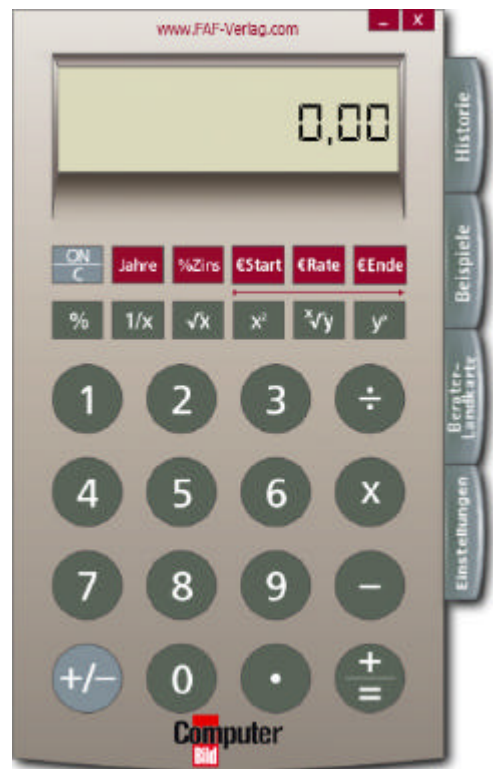 www.FAF-Verlag.com
_ X
0,00
Historie
Beispiele
Berater-
Landkarte
Einstellungen
ON
C
Jahre %Zins €Start €Rate €Ende
% 1/x √x x² ˣ√y yˣ
1 2 3 ÷
4 5 6 x
7 8 9 −
+/− 0 • +
=
Computer
Bild